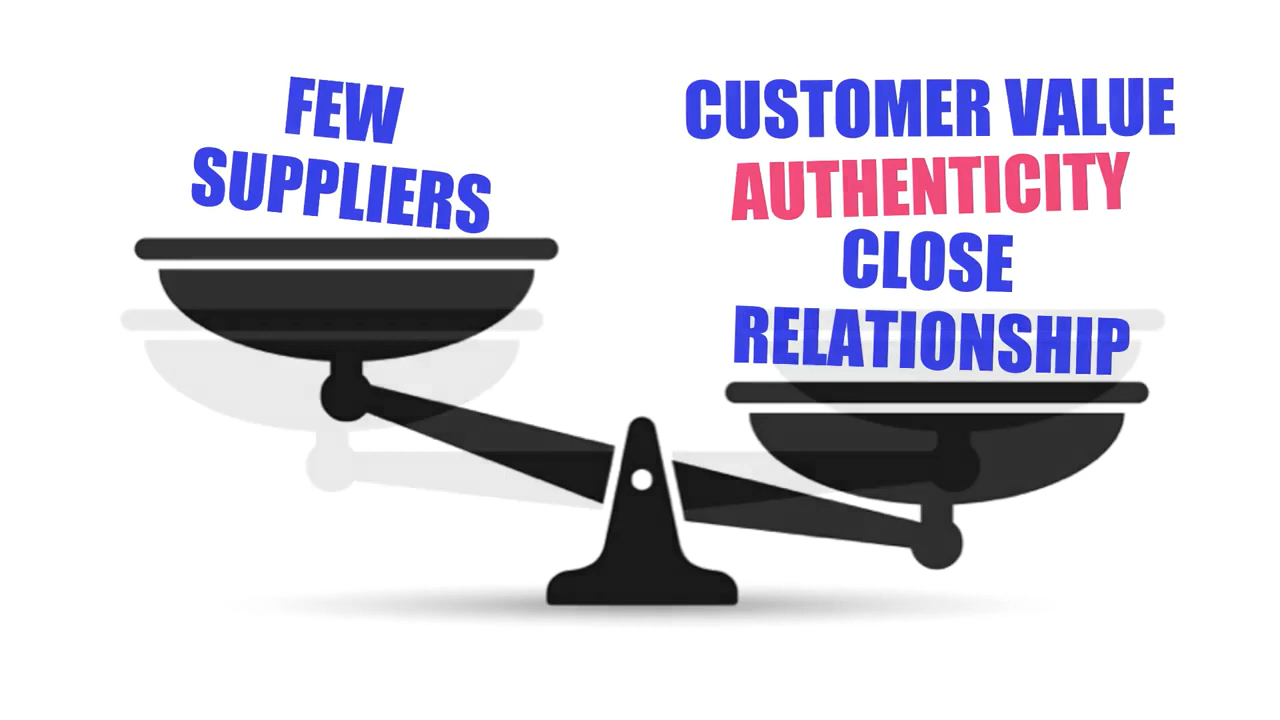 FEW
SUPPLIERS
CUSTOMER VALUE
AUTHENTICITY
CLOSE
RELATIONSHIP